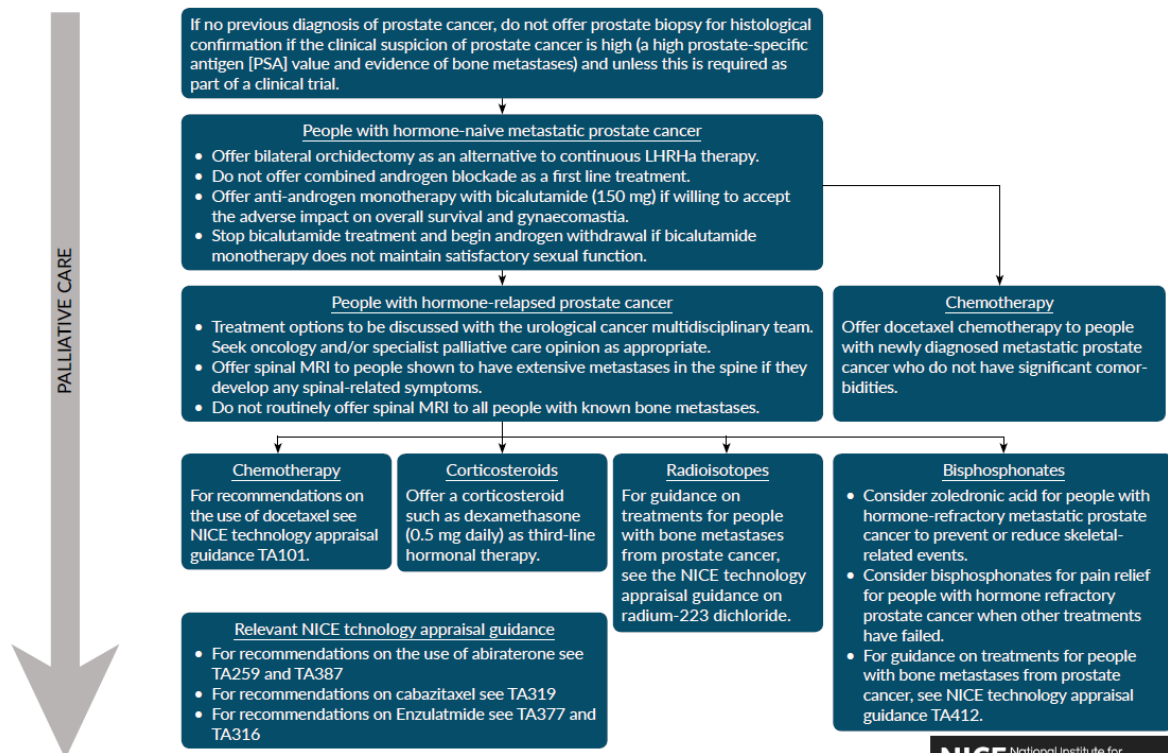 If no previous diagnosis of prostate cancer, do not offer prostate biopsy for histological
confirmation if the clinical suspicion of prostate cancer is high (a high prostate-specific
antigen [PSA] value and evidence of bone metastases) and unless this is required as
part of a clinical trial.
PALLIATIVE CARE
People with hormone-naive metastatic prostate cancer
• Offer bilateral orchidectomy as an alternative to continuous LHRHa therapy.
• Do not offer combined androgen blockade as a first line treatment.
• Offer anti-androgen monotherapy with bicalutamide (150 mg) if willing to accept
the adverse impact on overall survival and gynaecomastia.
• Stop bicalutamide treatment and begin androgen withdrawal if bicalutamide
monotherapy does not maintain satisfactory sexual function.
People with hormone-relapsed prostate cancer
• Treatment options to be discussed with the urological cancer multidisciplinary team.
Seek oncology and/or specialist palliative care opinion as appropriate.
• Offer spinal MRI to people shown to have extensive metastases in the spine if they
develop any spinal-related symptoms.
• Do not routinely offer spinal MRI to all people with known bone metastases.
Chemotherapy
Offer docetaxel chemotherapy to people
with newly diagnosed metastatic prostate
cancer who do not have significant comor-
bidities.
Chemotherapy
For recommendations on
the use of docetaxel see
NICE technology appraisal
guidance TA101.
Corticosteroids
Offer a corticosteroid
such as dexamethasone
(0.5 mg daily) as third-line
hormonal therapy.
Radioisotopes
For guidance on
treatments for people
with bone metastases
from prostate cancer,
see the NICE technology
appraisal guidance on
radium-223 dichloride.
Bisphosphonates
• Consider zoledronic acid for people with
hormone-refractory metastatic prostate
cancer to prevent or reduce skeletal-
related events.
• Consider bisphosphonates for pain relief
for people with hormone refractory
prostate cancer when other treatments
have failed.
• For guidance on treatments for people
with bone metastases from prostate
cancer, see NICE technology appraisal
guidance TA412.
Relevant NICE tchnology appraisal guidance
• For recommendations on the use of abiraterone see
TA259 and TA387
• For recommendations on cabazitaxel see TA319
• For recommendations on Enzulatmide see TA377 and
TA316
NICE National Institute for